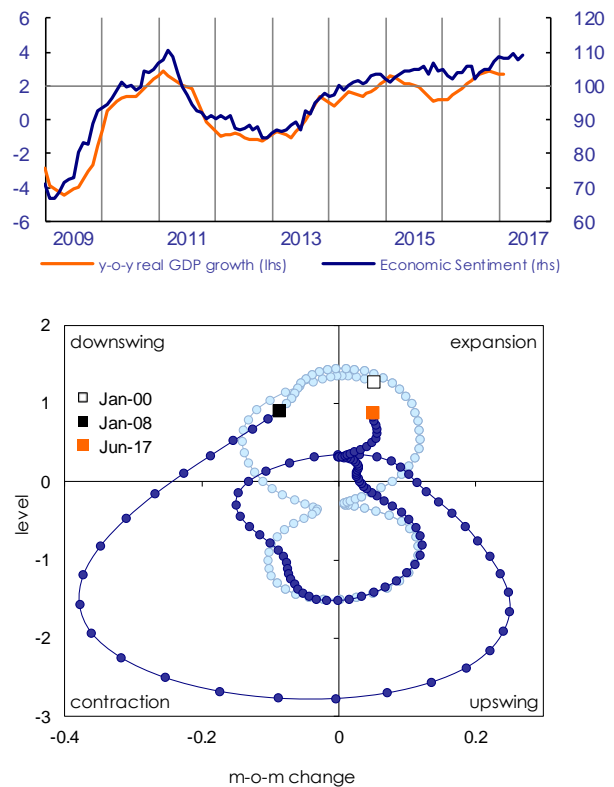 6 120
4 110
2 100
0 90
-2 80
-4 70
-6 60
2009 2011 2013 2015 2017
y-o-y real GDP growth (lhs) Economic Sentiment (rhs)
2
downswing expansion
Jan-00
1
Jan-08
Jun-17
0
level
-1
-2
contraction upswing
-3
-0.4 -0.2 0 0.2
m-o-m change